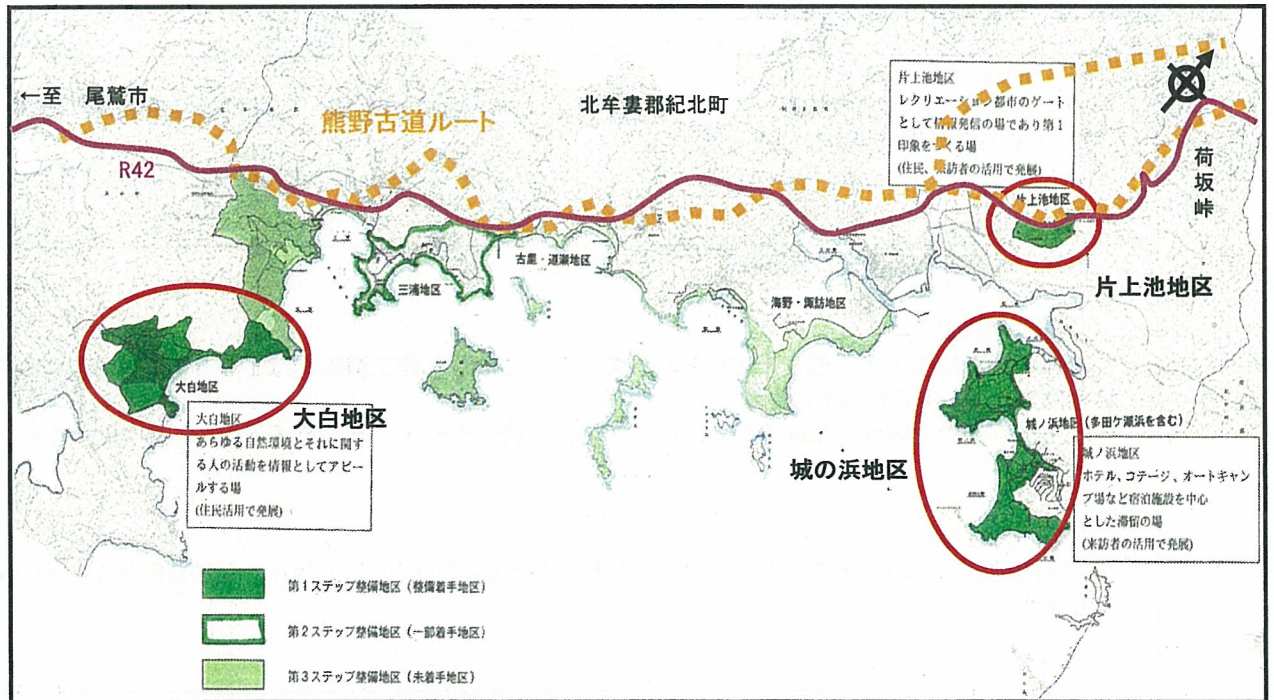 ←至 尾鷲市
北牟婁郡紀北町
熊野古道ルート
R42
片上池地区
レクリエーション都市のゲート
として情報発信の場であり第1
印象をつくる場
(住民、来訪者の活用で発展)
荷坂峠
片上池地区
片上池地区
古里・道瀬地区
三浦地区
海野・諏訪地区
大白地区
大白地区
大白地区
あらゆる自然環境とそれに関す
る人の活動を情報としてアピー
ルする場
(住民活用で発展)
城の浜地区
城ノ浜地区(多田ケ瀬浜を含む)
城ノ浜地区
ホテル、コテージ、オートキャン
プ場など宿泊施設を中心
とした滞留の場
(来訪者の活用で発展)
第1ステップ整備地区(整備着手地区)
第2ステップ整備地区(一部着手地区)
第3ステップ整備地区(未着手地区)